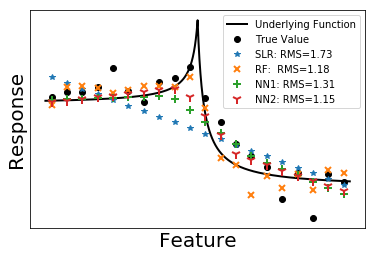 Underlying Function
True Value
SLR: RMS=1.73
RF: RMS=1.18
NN1: RMS=1.31
NN2: RMS=1.15
Response
Feature